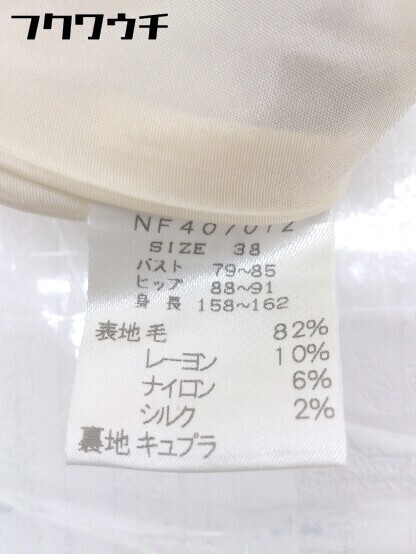 フクワウチ
NF407012
SIZE 38
バスト 79~85
ヒップ 88~91
身長 158~162
表地 毛 82%
レーヨン 10%
ナイロン 6%
シルク 2%
裏地 キュプラ